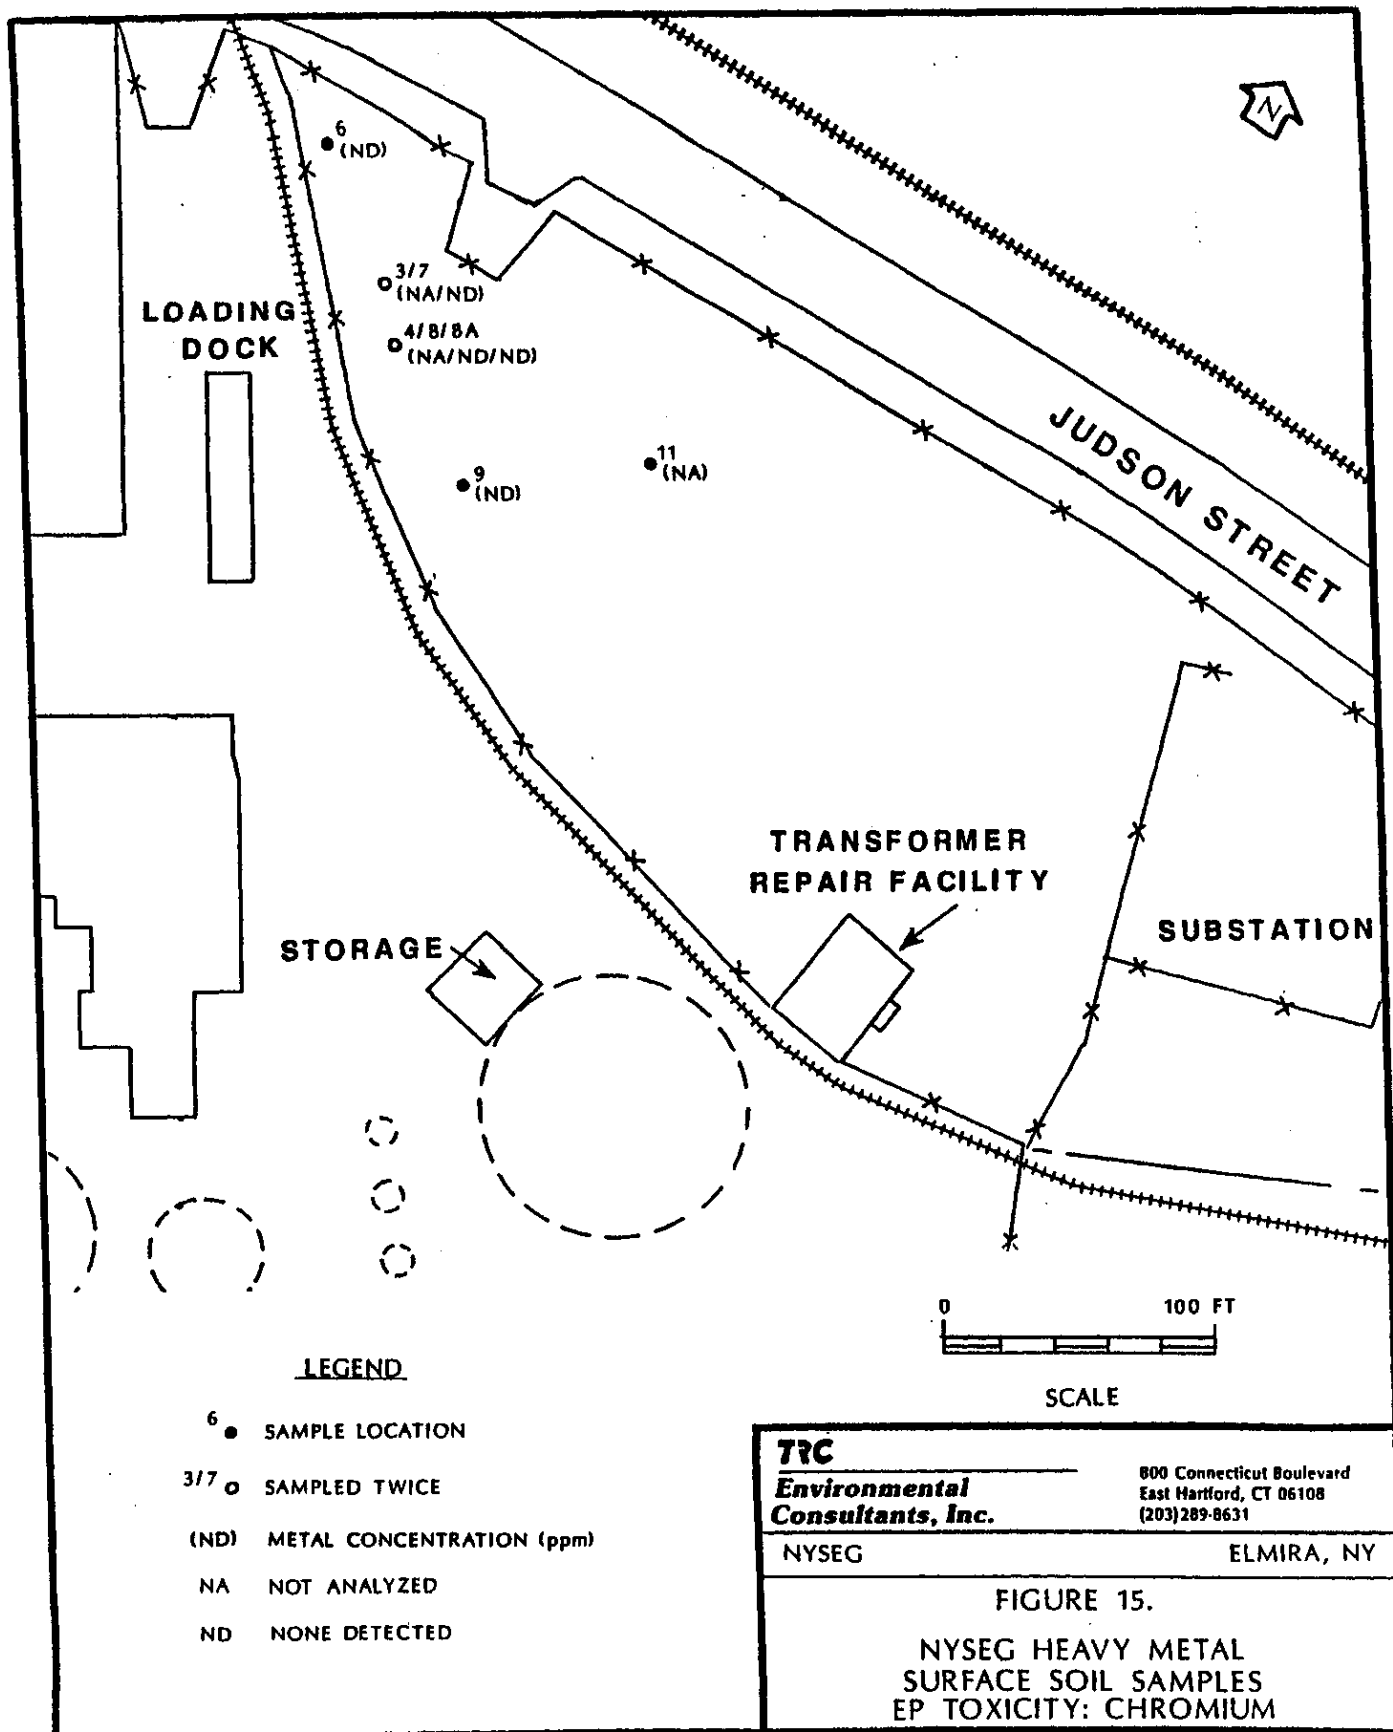 N
6
(ND)
3/7
(NA/ND)
4/8/8A
(NA/ND/ND)
LOADING
DOCK
11
(NA)
9
(ND)
JUDSON STREET
TRANSFORMER
REPAIR FACILITY
SUBSTATION
STORAGE
0 100 FT
SCALE
LEGEND
6 SAMPLE LOCATION
3/7 SAMPLED TWICE
(ND) METAL CONCENTRATION (ppm)
NA NOT ANALYZED
ND NONE DETECTED
TRC
Environmental
Consultants, Inc.
800 Connecticut Boulevard
East Hartford, CT 06108
(203)289-8631
NYSEG ELMIRA, NY
FIGURE 15.
NYSEG HEAVY METAL
SURFACE SOIL SAMPLES
EP TOXICITY: CHROMIUM